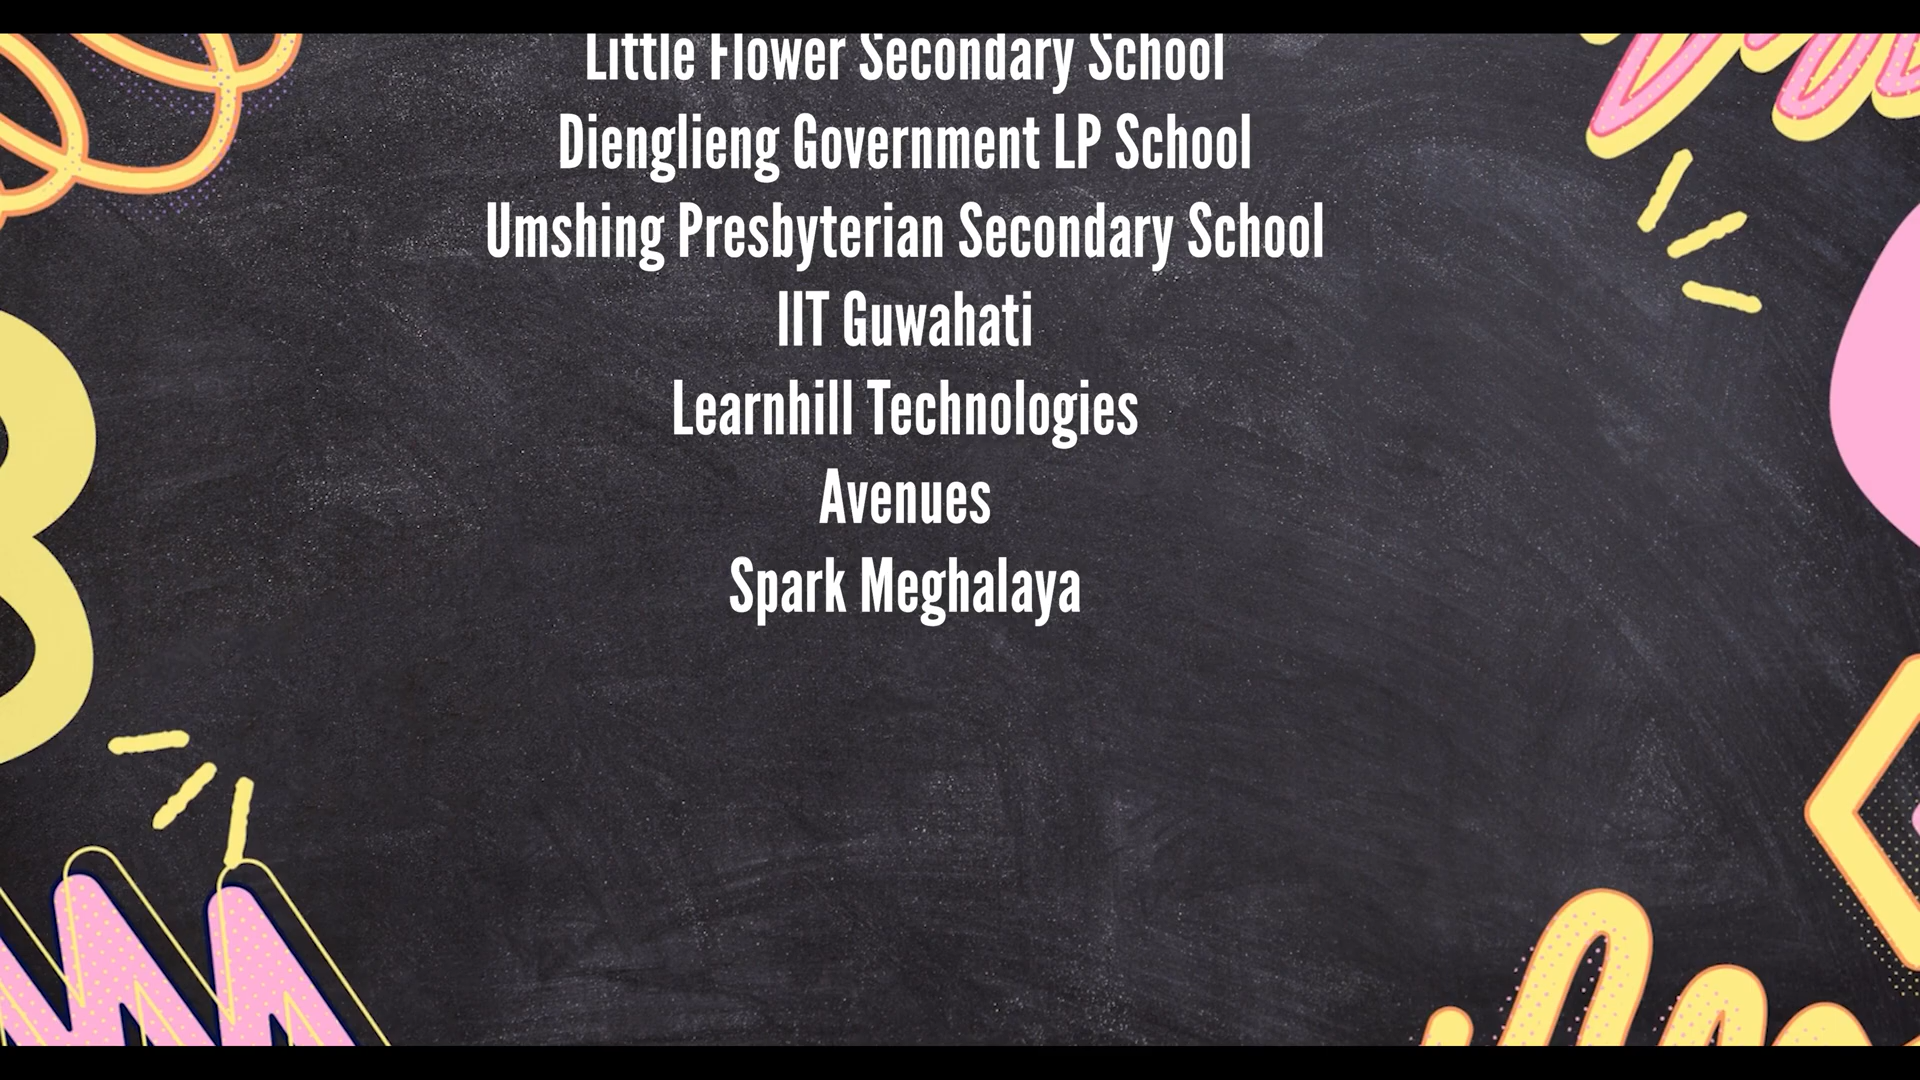 Little Flower Secondary School
Dienglieng Government LP School
Umshing Presbyterian Secondary School
IIT Guwahati
Learnhill Technologies
Avenues
Spark Meghalaya